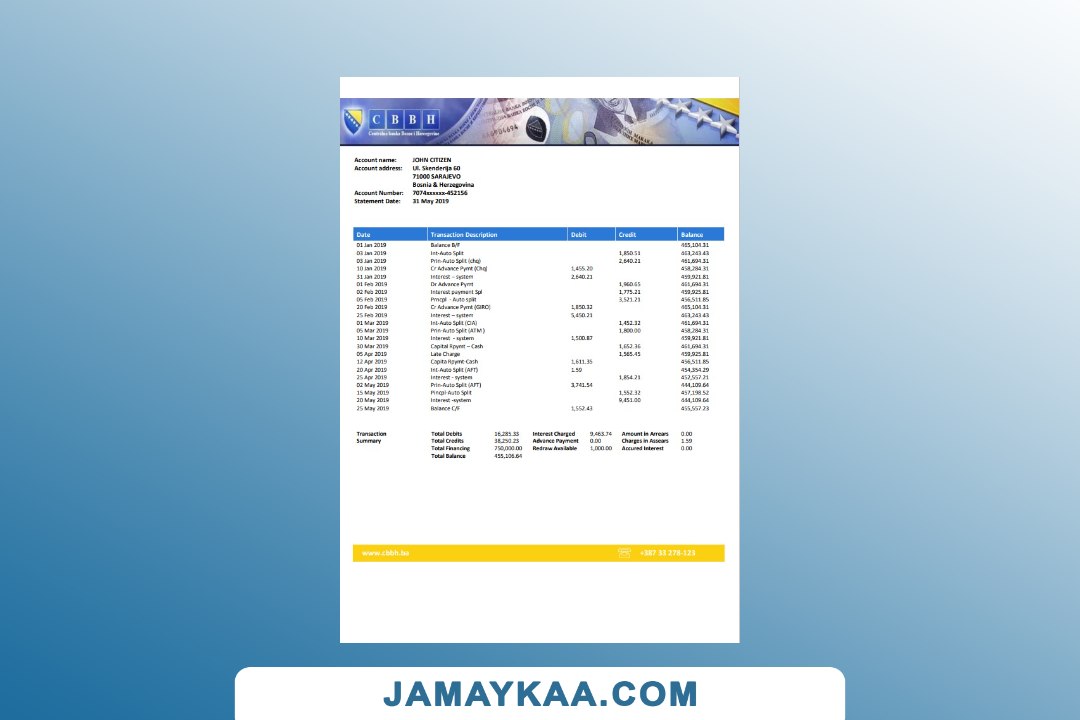 C B B H
Centralna banka Bosne i Hercegovine
Account name: JOHN CITIZEN
Account address: Ul. Skenderija 60
71000 SARAJEVO
Bosnia & Herzegovina
Account Number: 7074xxxxxx-452156
Statement Date: 31 May 2019
Date Transaction Description Debit Credit Balance
01 Jan 2019 Balance B/F 465,104.31
03 Jan 2019 Int-Auto Split 1,850.51 463,243.43
03 Jan 2019 Prin-Auto Split (chq) 2,640.21 461,694.31
10 Jan 2019 Cr Advance Pymt (Chq) 1,455.20 458,284.31
31 Jan 2019 Interest – system 2,640.21 459,921.81
01 Feb 2019 Dr Advance Pymt 1,960.65 461,694.31
02 Feb 2019 Interest payment Spl 1,775.21 459,925.81
05 Feb 2019 Pmcpl - Auto split 3,521.21 456,511.85
20 Feb 2019 Cr Advance Pymt (GIRO) 1,850.32 465,104.31
25 Feb 2019 Interest – system 5,450.21 463,243.43
01 Mar 2019 Int-Auto Split (CIA) 1,452.32 461,694.31
05 Mar 2019 Prin-Auto Split (ATM ) 1,800.00 458,284.31
10 Mar 2019 Interest - system 1,500.87 459,921.81
30 Mar 2019 Capital Rpymt – Cash 1,652.36 461,694.31
05 Apr 2019 Late Charge 1,565.45 459,925.81
12 Apr 2019 Capita Rpymt-Cash 1,611.35 456,511.85
20 Apr 2019 Int-Auto Split (AFT) 1.59 454,354.29
25 Apr 2019 Interest - system 1,854.21 452,557.21
02 May 2019 Prin-Auto Split (AFT) 3,741.54 444,109.64
15 May 2019 Pincpl-Auto Split 1,552.32 457,198.52
20 May 2019 Interest -system 9,451.00 444,109.64
25 May 2019 Balance C/F 1,552.43 455,557.23
Transaction Total Debits 16,285.33 Interest Charged 9,463.74 Amount in Arrears 0.00
Summary Total Credits 38,250.23 Advance Payment 0.00 Charges in Assears 1.59
Total Financing 750,000.00 Redraw Available 1,000.00 Accured Interest 0.00
Total Balance 455,106.64
www.cbbh.ba +387 33 278-123
JAMAYKAA.COM